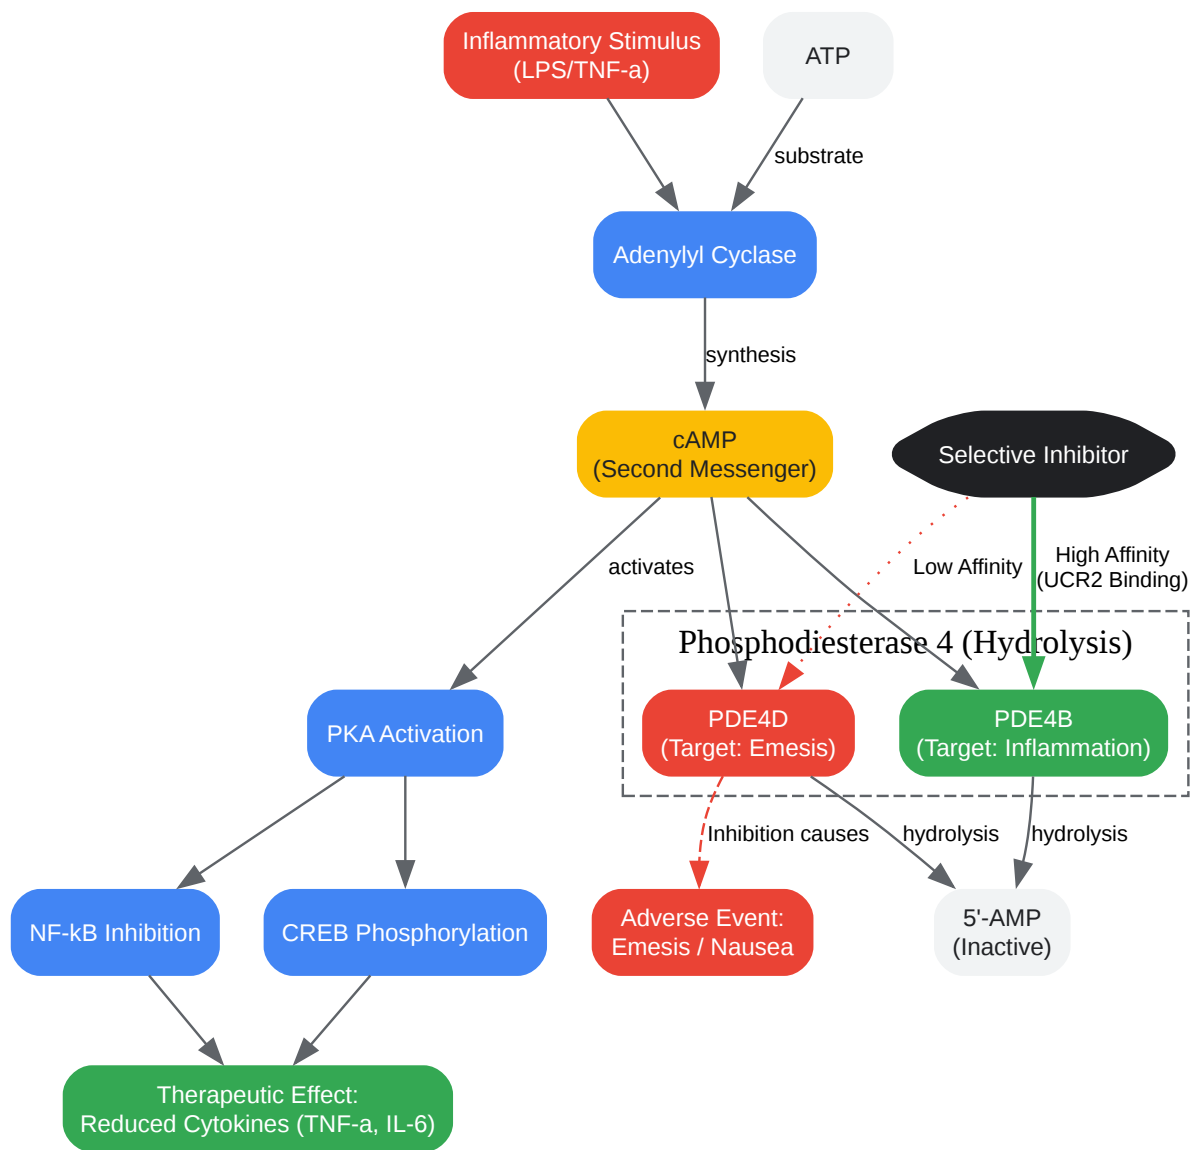 Inflammatory Stimulus
(LPS/TNF-a)
ATP
substrate
Adenylyl Cyclase
synthesis
cAMP
(Second Messenger)
Selective Inhibitor
activates
Low Affinity
High Affinity
(UCR2 Binding)
Phosphodiesterase 4 (Hydrolysis)
PKA Activation
PDE4D
(Target: Emesis)
PDE4B
(Target: Inflammation)
Inhibition causes
hydrolysis
hydrolysis
NF-kB Inhibition
CREB Phosphorylation
Adverse Event:
Emesis / Nausea
5'-AMP
(Inactive)
Therapeutic Effect:
Reduced Cytokines (TNF-a, IL-6)